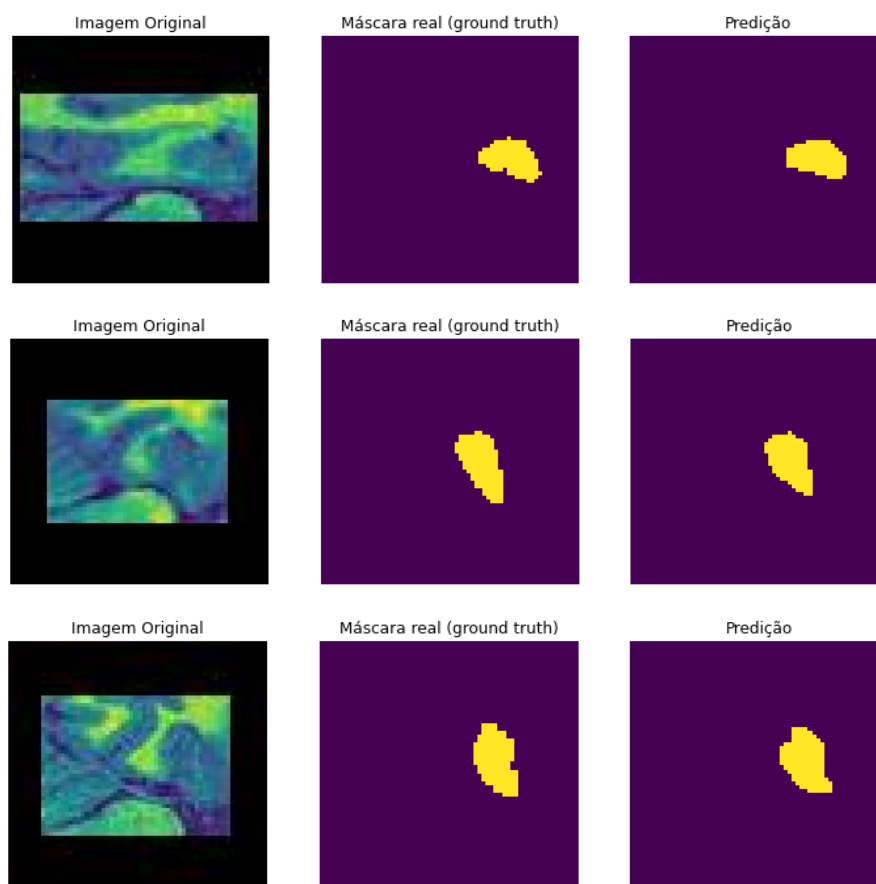 Imagem Original
Máscara real (ground truth)
Predição
Imagem Original
Máscara real (ground truth)
Predição
Imagem Original
Máscara real (ground truth)
Predição